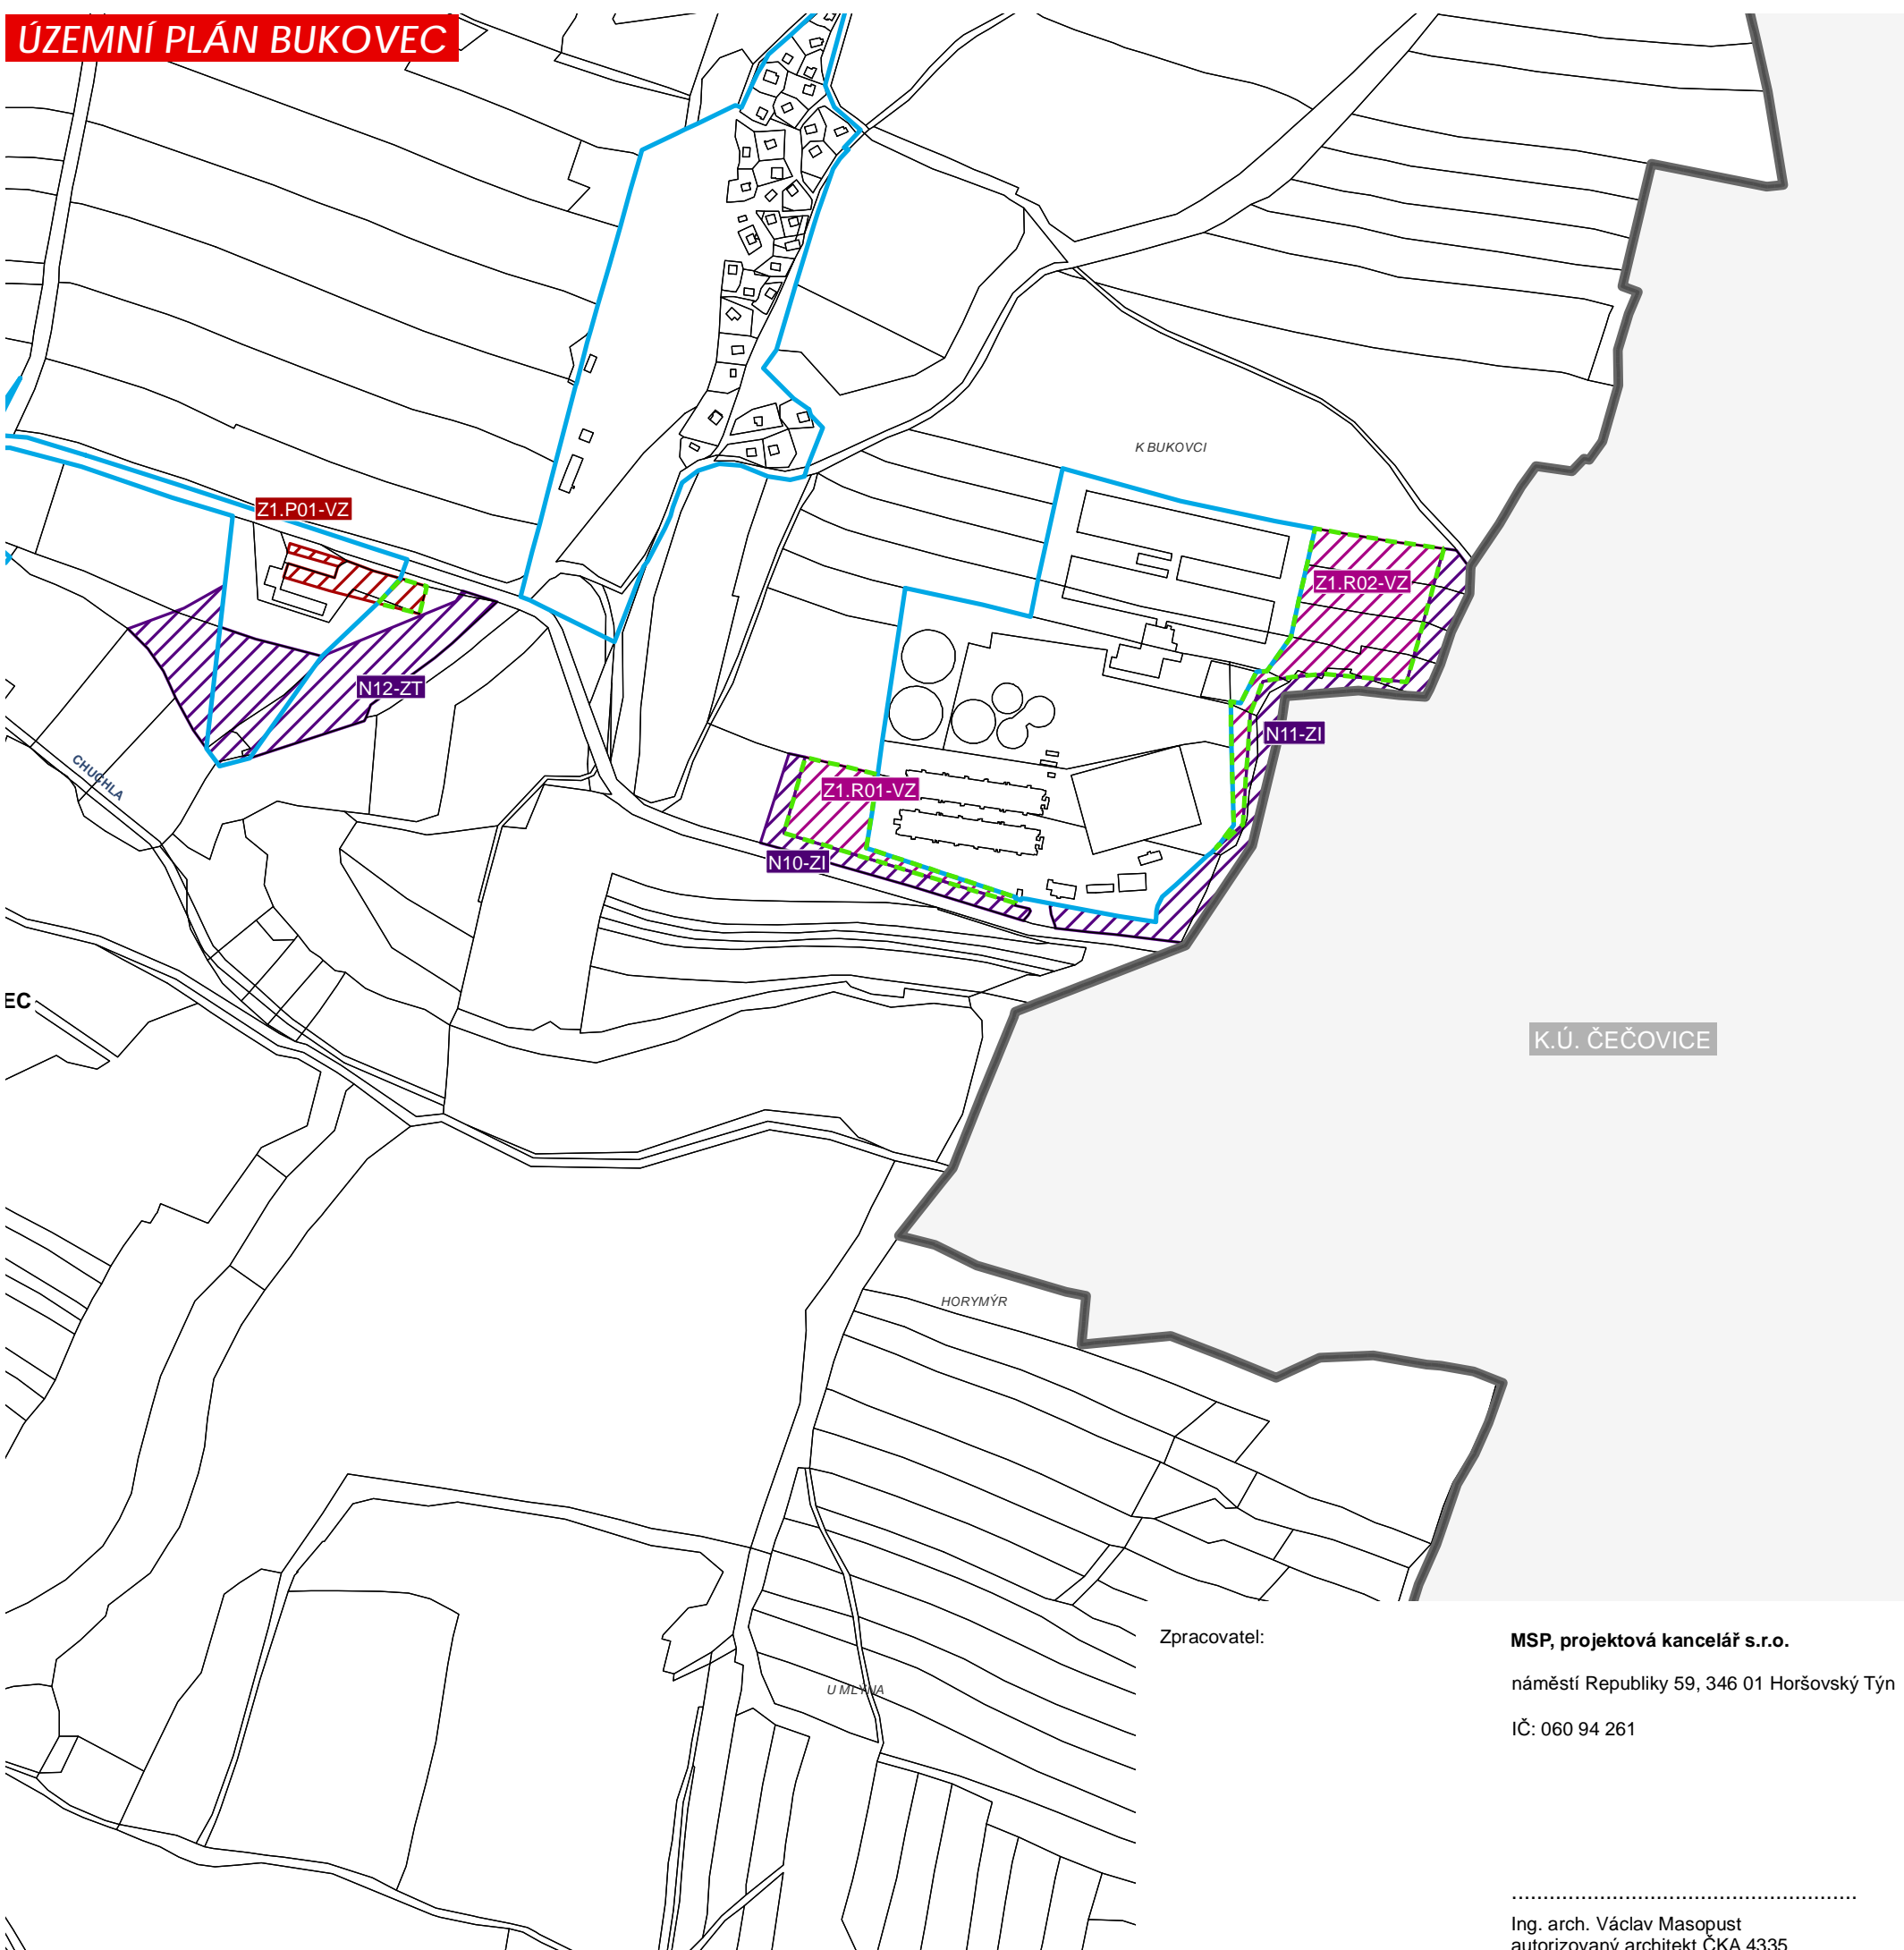 ÚZEMNÍ PLÁN BUKOVEC
K BUKOVCI
Z1.P01-VZ
Z1.R02-VZ
N12-ZT
N11-ZI
CHUCHLA
Z1.R01-VZ
N10-ZI
EC
K.Ú. ČEČOVICE
HORYMÝR
U MLÝNA
Zpracovatel:
MSP, projektová kancelář s.r.o.
náměstí Republiky 59, 346 01 Horšovský Týn
IČ: 060 94 261
.......................................................
Ing. arch. Václav Masopust
autorizovaný architekt ČKA 4335